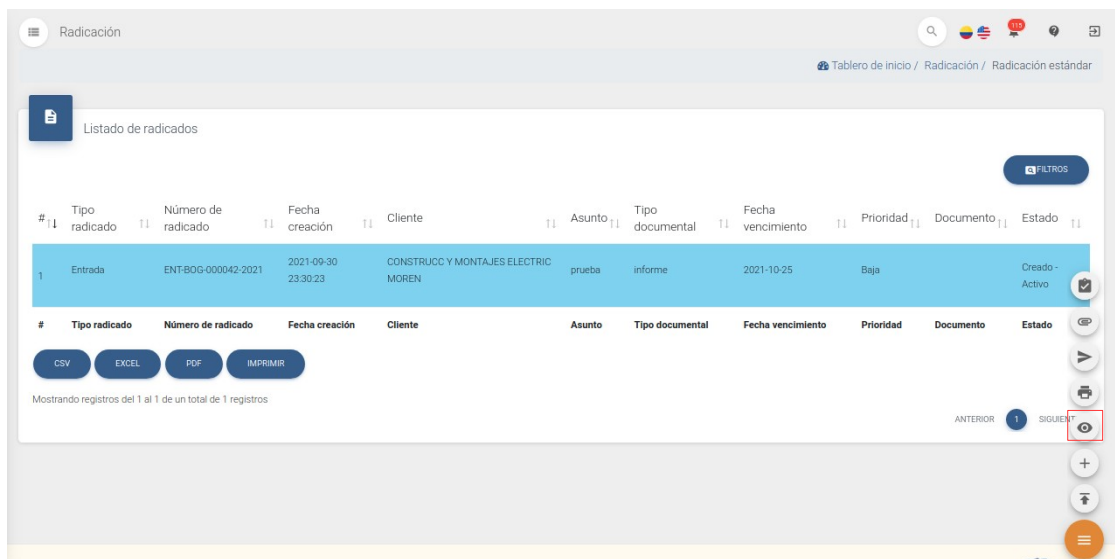 Radicación
115
Tablero de inicio / Radicación / Radicación estándar
Listado de radicados
FILTROS
# Tipo radicado Número de radicado Fecha creación Cliente Asunto Tipo documental Fecha vencimiento Prioridad Documento Estado
1 Entrada ENT-BOG-000042-2021 2021-09-30 23:30:23 CONSTRUCC Y MONTAJES ELECTRIC MOREN prueba informe 2021-10-25 Baja Creado - Activo
# Tipo radicado Número de radicado Fecha creación Cliente Asunto Tipo documental Fecha vencimiento Prioridad Documento Estado
CSV EXCEL PDF IMPRIMIR
Mostrando registros del 1 al 1 de un total de 1 registros
ANTERIOR 1 SIGUIENT